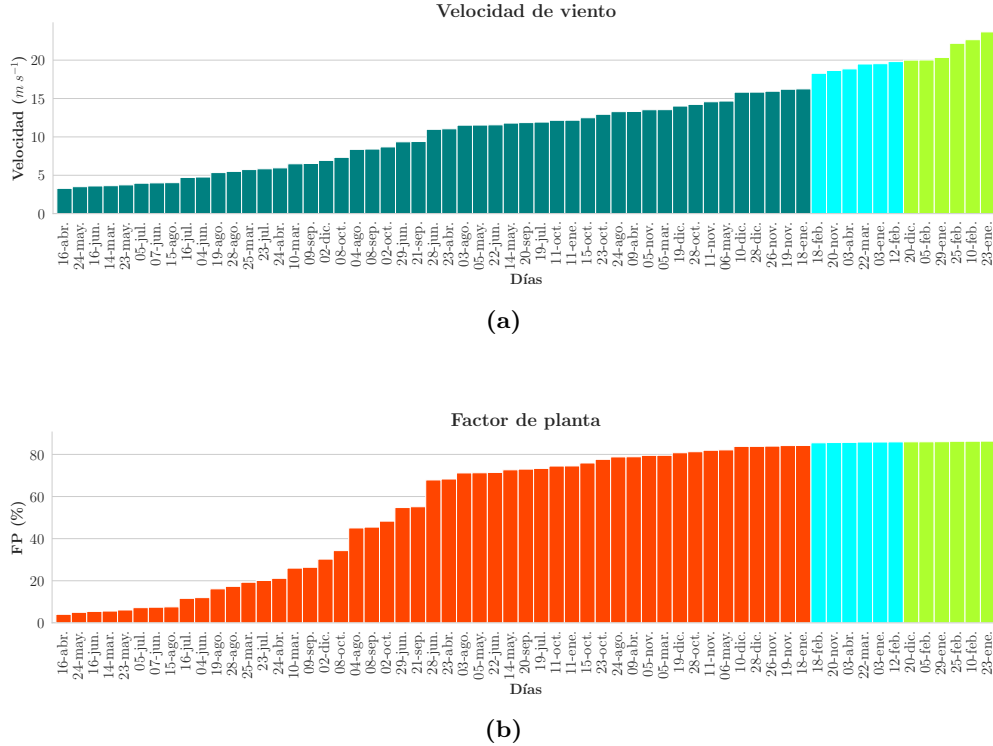 Velocidad de viento
Velocidad (m s⁻¹)
20
15
10
5
0
16-abr.
24-may.
16-jun.
14-mar.
23-may.
05-jul.
07-jun.
15-ago.
16-jul.
04-jun.
19-ago.
28-ago.
25-mar.
23-jul.
24-abr.
10-mar.
09-sep.
02-dic.
08-oct.
04-ago.
08-sep.
02-oct.
29-jun.
21-sep.
28-jun.
23-abr.
03-ago.
05-may.
22-jun.
14-may.
20-sep.
19-jul.
11-oct.
11-ene.
15-oct.
23-oct.
24-ago.
09-abr.
05-nov.
05-mar.
19-dic.
28-oct.
11-nov.
06-may.
10-dic.
28-dic.
26-nov.
19-nov.
18-ene.
18-feb.
20-nov.
03-abr.
22-mar.
03-ene.
12-feb.
20-dic.
05-feb.
29-ene.
25-feb.
10-feb.
23-ene.
Días
(a)
Factor de planta
FP (%)
80
60
40
20
0
16-abr.
24-may.
16-jun.
14-mar.
23-may.
05-jul.
07-jun.
15-ago.
16-jul.
04-jun.
19-ago.
28-ago.
25-mar.
23-jul.
24-abr.
10-mar.
09-sep.
02-dic.
08-oct.
04-ago.
08-sep.
02-oct.
29-jun.
21-sep.
28-jun.
23-abr.
03-ago.
05-may.
22-jun.
14-may.
20-sep.
19-jul.
11-oct.
11-ene.
15-oct.
23-oct.
24-ago.
09-abr.
05-nov.
05-mar.
19-dic.
28-oct.
11-nov.
06-may.
10-dic.
28-dic.
26-nov.
19-nov.
18-ene.
18-feb.
20-nov.
03-abr.
22-mar.
03-ene.
12-feb.
20-dic.
05-feb.
29-ene.
25-feb.
10-feb.
23-ene.
Días
(b)